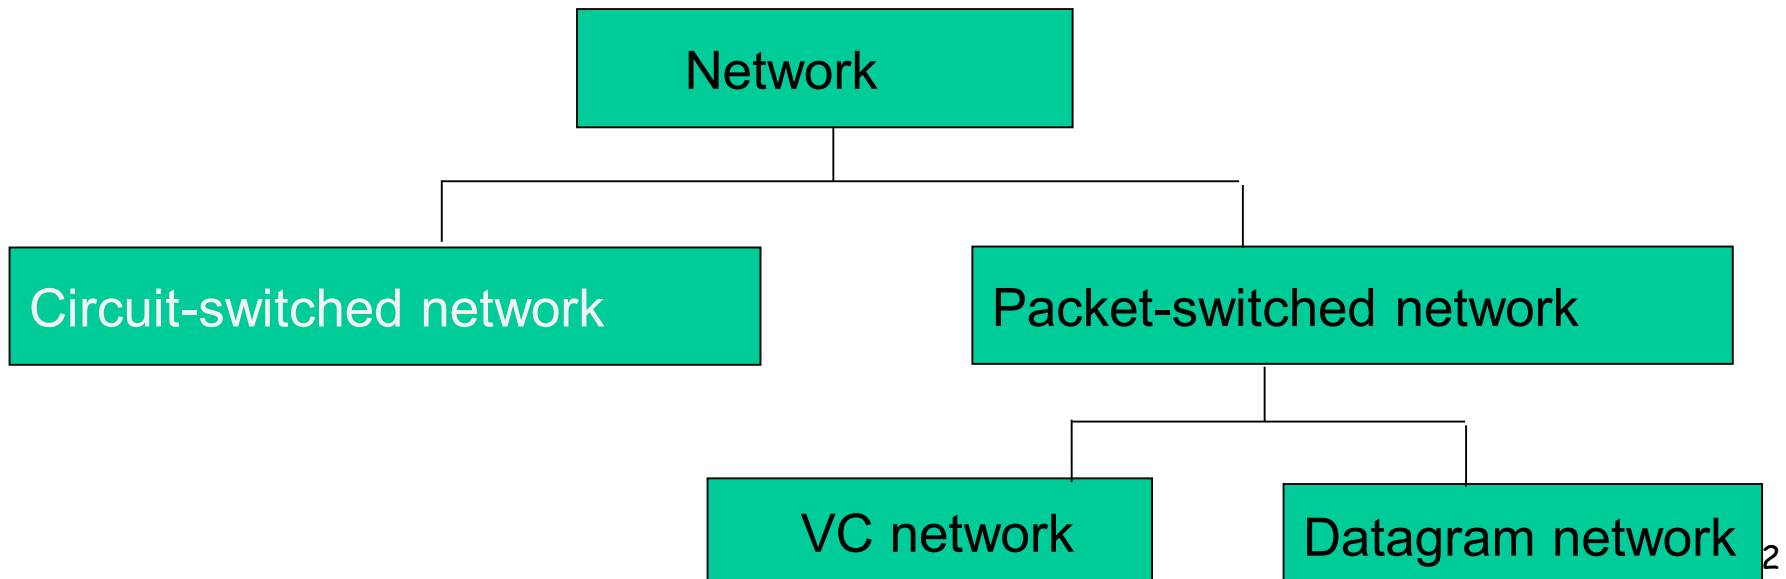 Network
Circuit-switched network
Packet-switched network
VC network
Datagram network
2